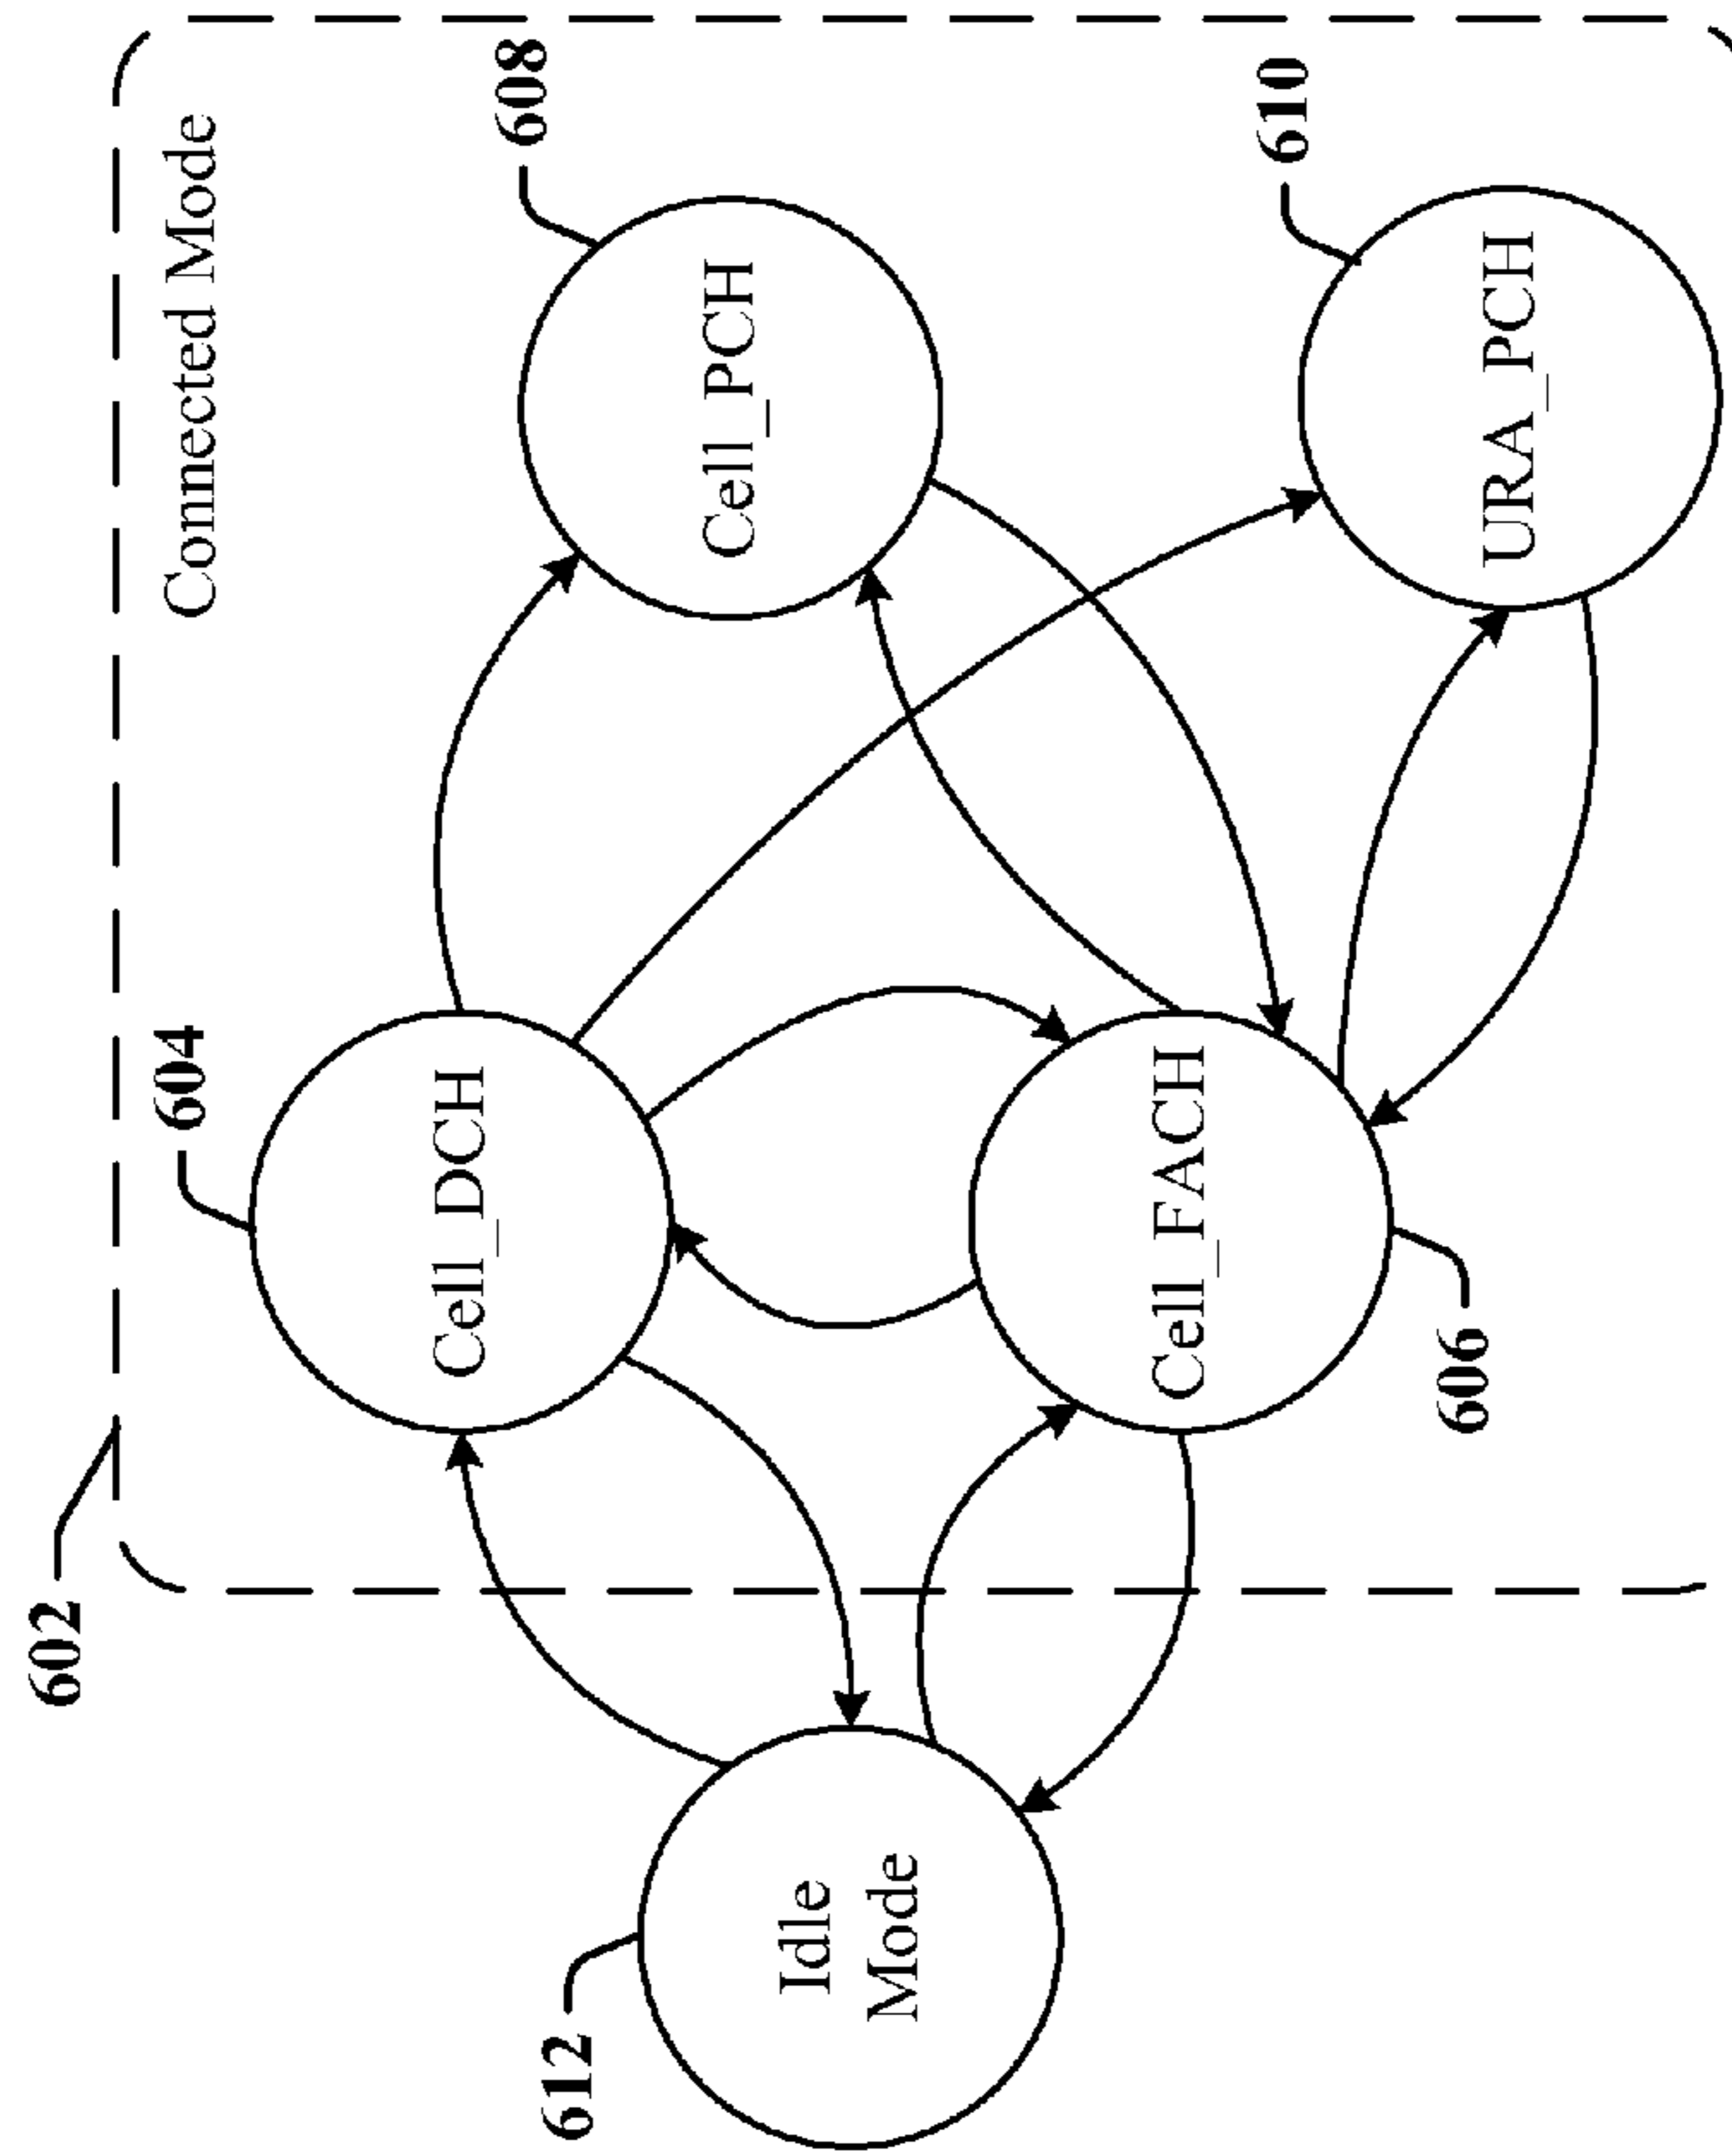 602
Connected Mode
604
Cell_DCH
608
Cell_PCH
612
Idle
Mode
Cell_FACH
606
610
URA_PCH